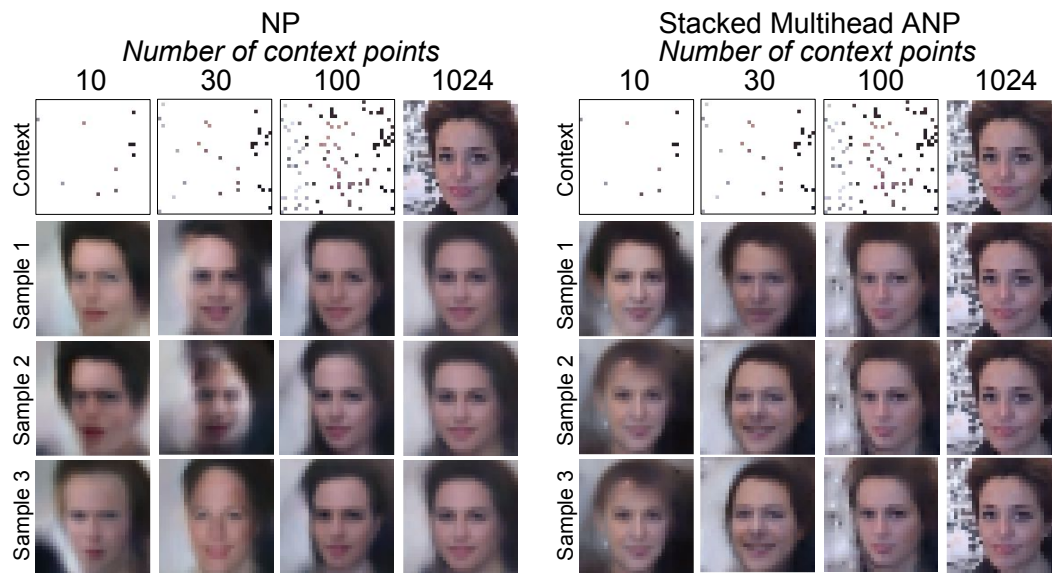 NP
Number of context points
10 30 100 1024
Context
Sample 1
Sample 2
Sample 3
Stacked Multihead ANP
Number of context points
10 30 100 1024
Context
Sample 1
Sample 2
Sample 3